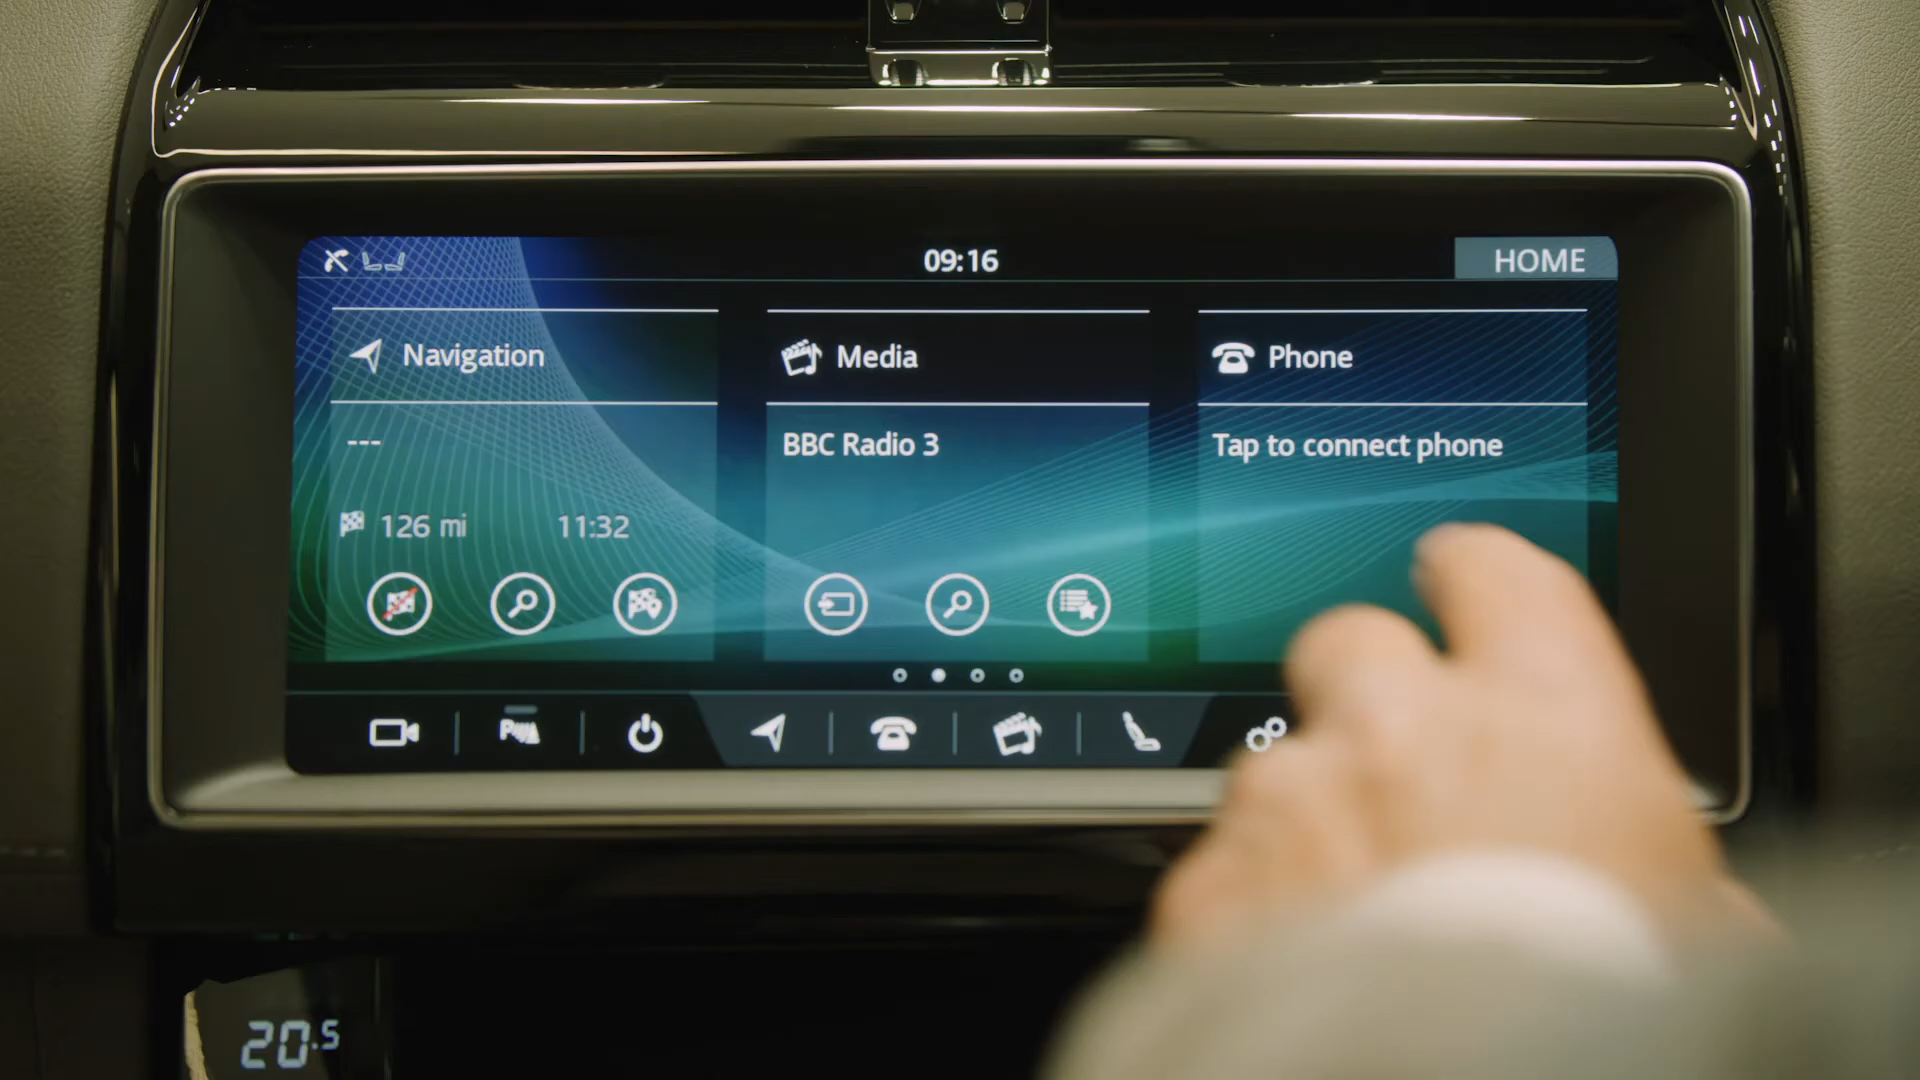 09:16
HOME
Navigation
Media
Phone
---
BBC Radio 3
Tap to connect phone
126 mi
11:32
20.5